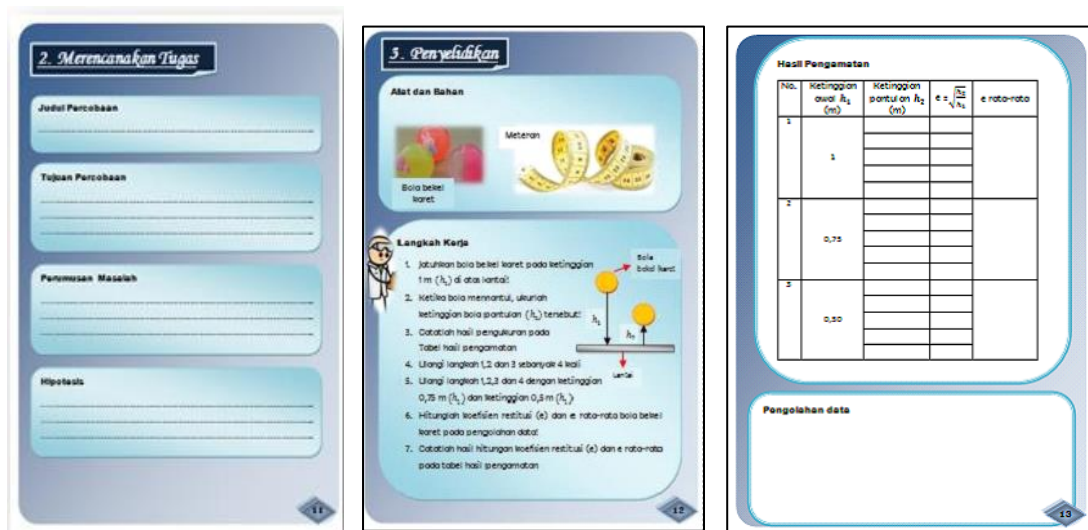 2. Merencanakan Tugas
Judul Percobaan
Tujuan Percobaan
Perumusan Masalah
Hipotesis
11
3. Penyelidikan
Alat dan Bahan
Meteran
Bola bekel
karet
Langkah Kerja
1. Jatuhkan bola bekel karet pada ketinggian
1 m (h₁) di atas lantai!
2. Ketika bola memantul, ukurlah
ketinggian bola pantulan (h₂) tersebut!
3. Catatlah hasil pengukuran pada
Tabel hasil pengamatan
4. Ulangi langkah 1,2 dan 3 sebanyak 4 kali
5. Ulangi langkah 1,2,3 dan 4 dengan ketinggian
0,75 m (h₁) dan ketinggian 0,5 m (h₁)
6. Hitunglah koefisien restitusi (e) dan e rata-rata bola bekel
karet pada pengolahan data!
7. Catatlah hasil hitungan koefisien restitusi (e) dan e rata-rata
pada tabel hasil pengamatan
Bola
bekel karet
h₁
h₂
Lantai
12
Hasil Pengamatan
No. Ketinggian awal h₁ (m) Ketinggian pantulan h₂ (m) e = √(h₂/h₁) e rata-rata
1
1
2
0,75
3
0,50
Pengolahan data
13